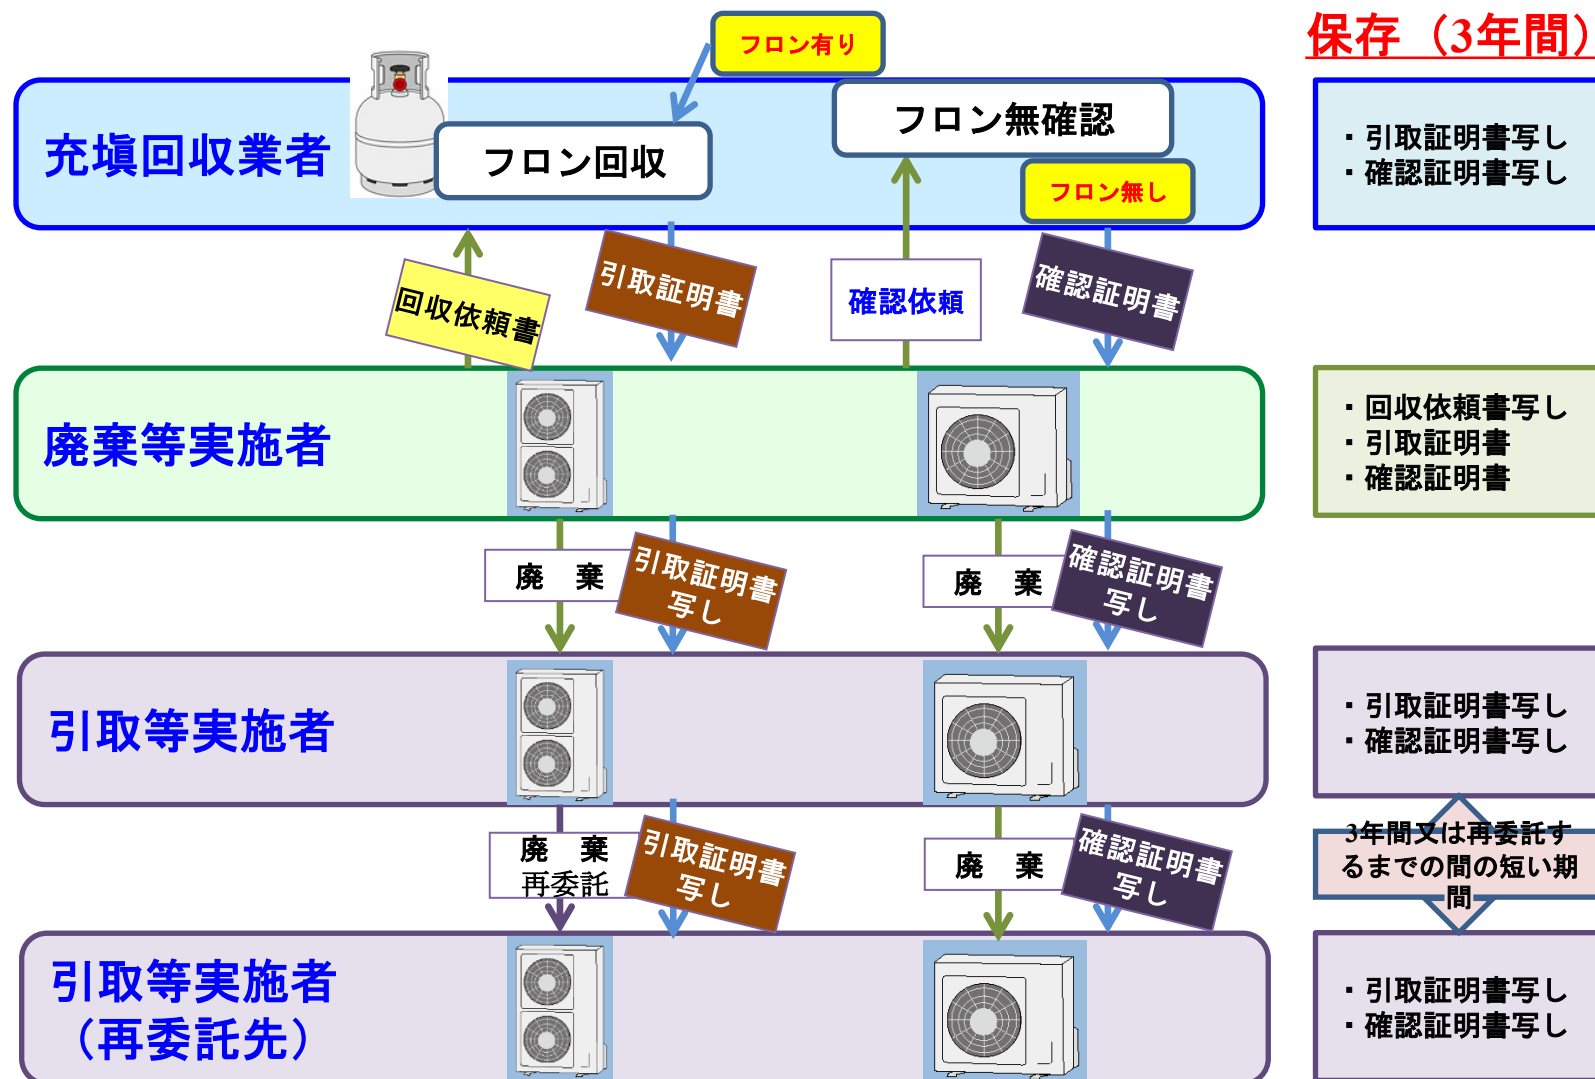 フロン有り
保存（3年間）
充塡回収業者
フロン回収
フロン無確認
フロン無し
・引取証明書写し
・確認証明書写し
回収依頼書
引取証明書
確認依頼
確認証明書
廃棄等実施者
・回収依頼書写し
・引取証明書
・確認証明書
廃　棄
引取証明書
写し
廃　棄
確認証明書
写し
引取等実施者
・引取証明書写し
・確認証明書写し
廃　棄
再委託
引取証明書
写し
廃　棄
確認証明書
写し
3年間又は再委託す
るまでの間の短い期
間
引取等実施者
（再委託先）
・引取証明書写し
・確認証明書写し